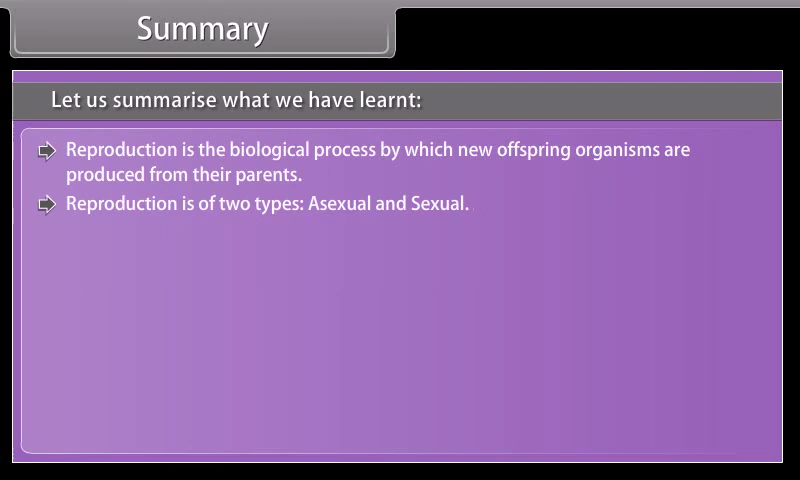 Summary
Let us summarise what we have learnt:
Reproduction is the biological process by which new offspring organisms are
produced from their parents.
Reproduction is of two types: Asexual and Sexual.